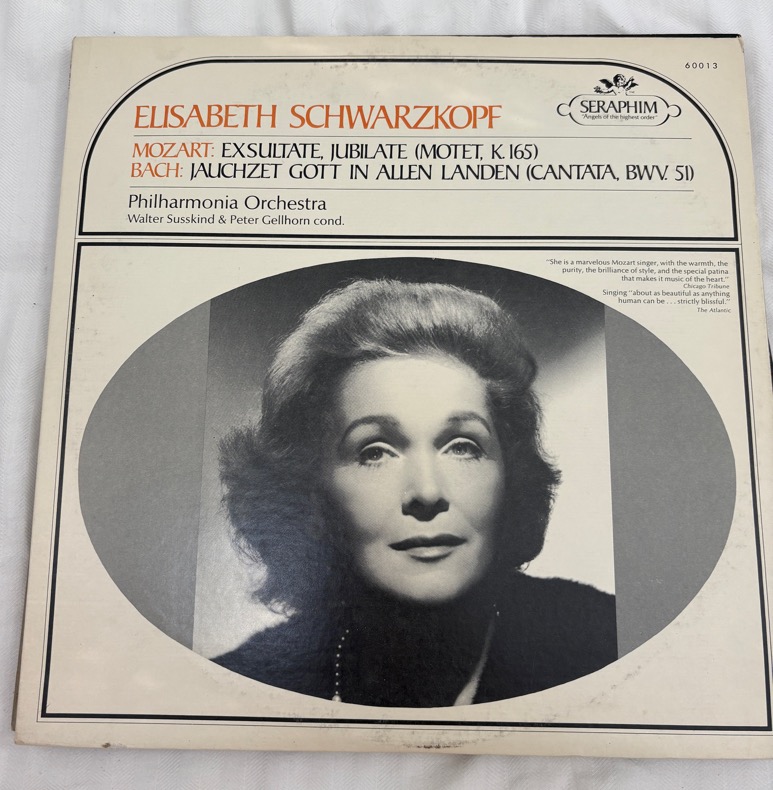 60013
SERAPHIM
"Angels of the highest order"
ELISABETH SCHWARZKOPF
MOZART: EXSULTATE, JUBILATE (MOTET, K. 165)
BACH: JAUCHZET GOTT IN ALLEN LANDEN (CANTATA, BWV. 51)
Philharmonia Orchestra
Walter Susskind & Peter Gellhorn cond.
"She is a marvelous Mozart singer, with the warmth, the
purity, the brilliance of style, and the special patina
that makes it music of the heart."
Chicago Tribune
Singing "about as beautiful as anything
human can be . . . strictly blissful."
The Atlantic